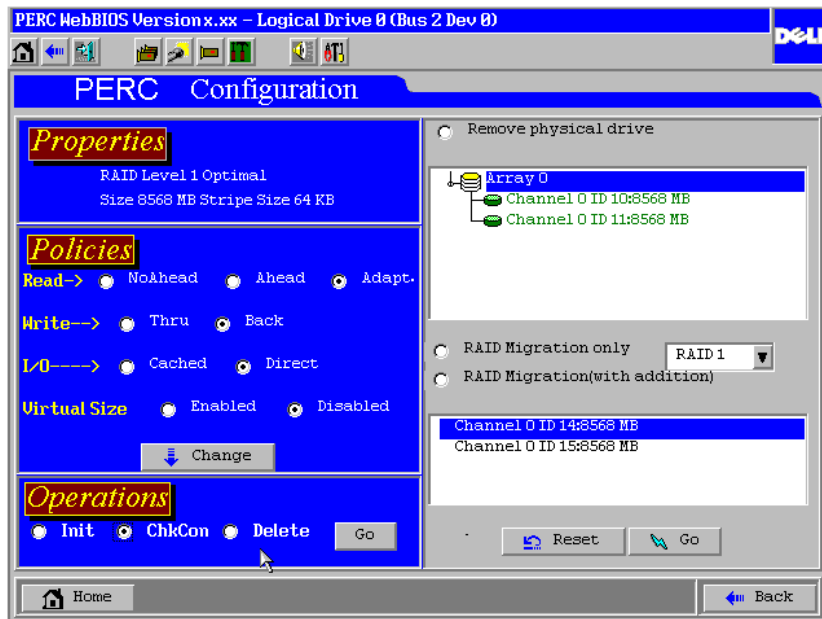 PERC WebBIOS Version x.xx – Logical Drive 0 (Bus 2 Dev 0)
DELL
PERC Configuration
Properties
RAID Level 1 Optimal
Size 8568 MB Stripe Size 64 KB
Policies
Read–> NoAhead Ahead Adapt.
Write––> Thru Back
I/O––––> Cached Direct
Virtual Size Enabled Disabled
Change
Operations
Init ChkCon Delete Go
Remove physical drive
Array 0
Channel 0 ID 10:8568 MB
Channel 0 ID 11:8568 MB
RAID Migration only RAID 1
RAID Migration(with addition)
Channel 0 ID 14:8568 MB
Channel 0 ID 15:8568 MB
Reset Go
Home Back